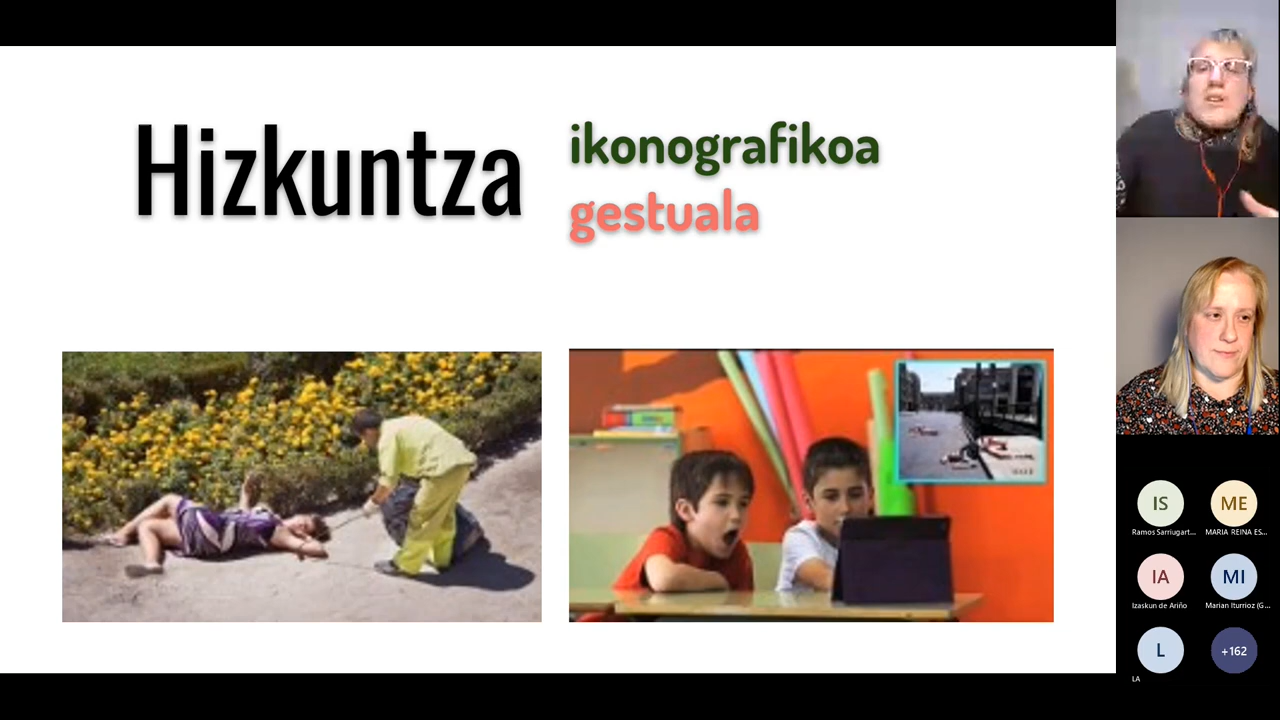 Hizkuntza
ikonografikoa
gestuala
IS
ME
Ramos Sarriugart...
MARIA REINA ES...
IA
MI
Izaskun de Ariño
Marian Iturrioz (G...
L
+162
LA